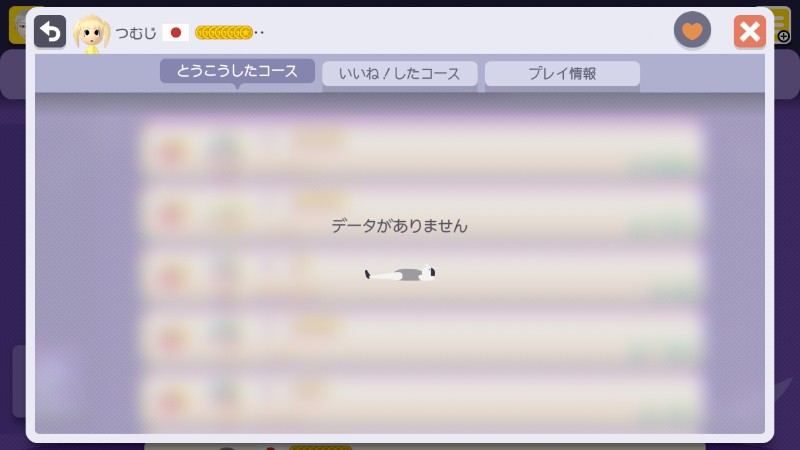 つむじ
とうこうしたコース
いいね!したコース
プレイ情報
データがありません